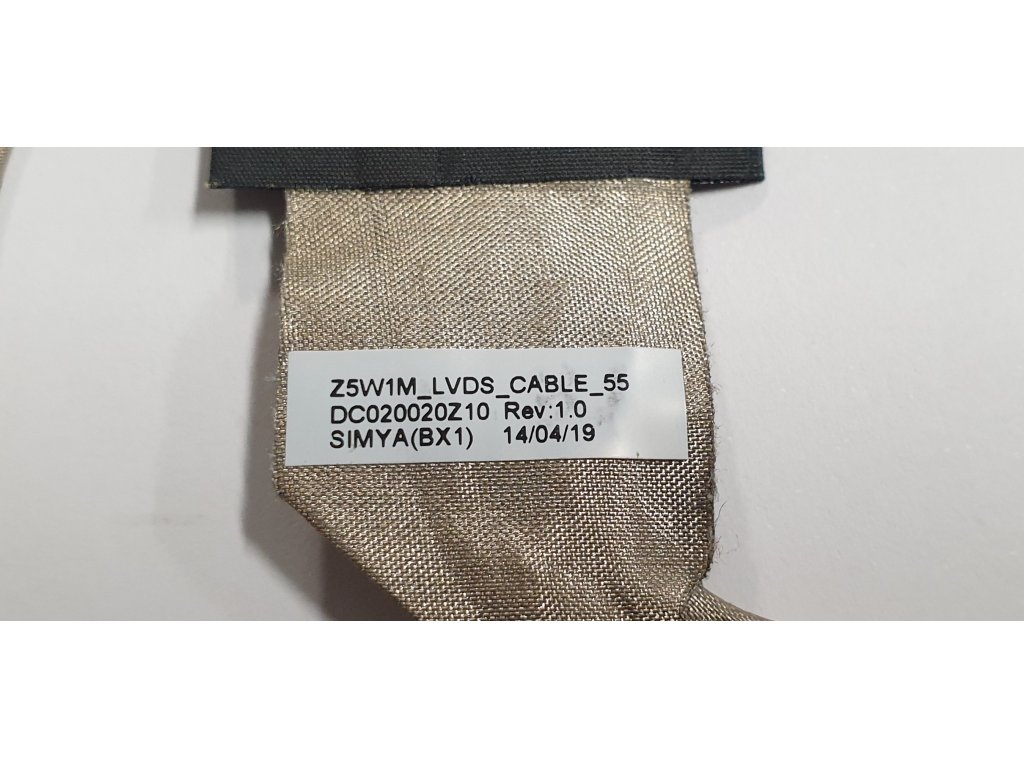 Z5W1M_LVDS_CABLE_55
DC020020Z10 Rev:1.0
SIMYA(BX1) 14/04/19